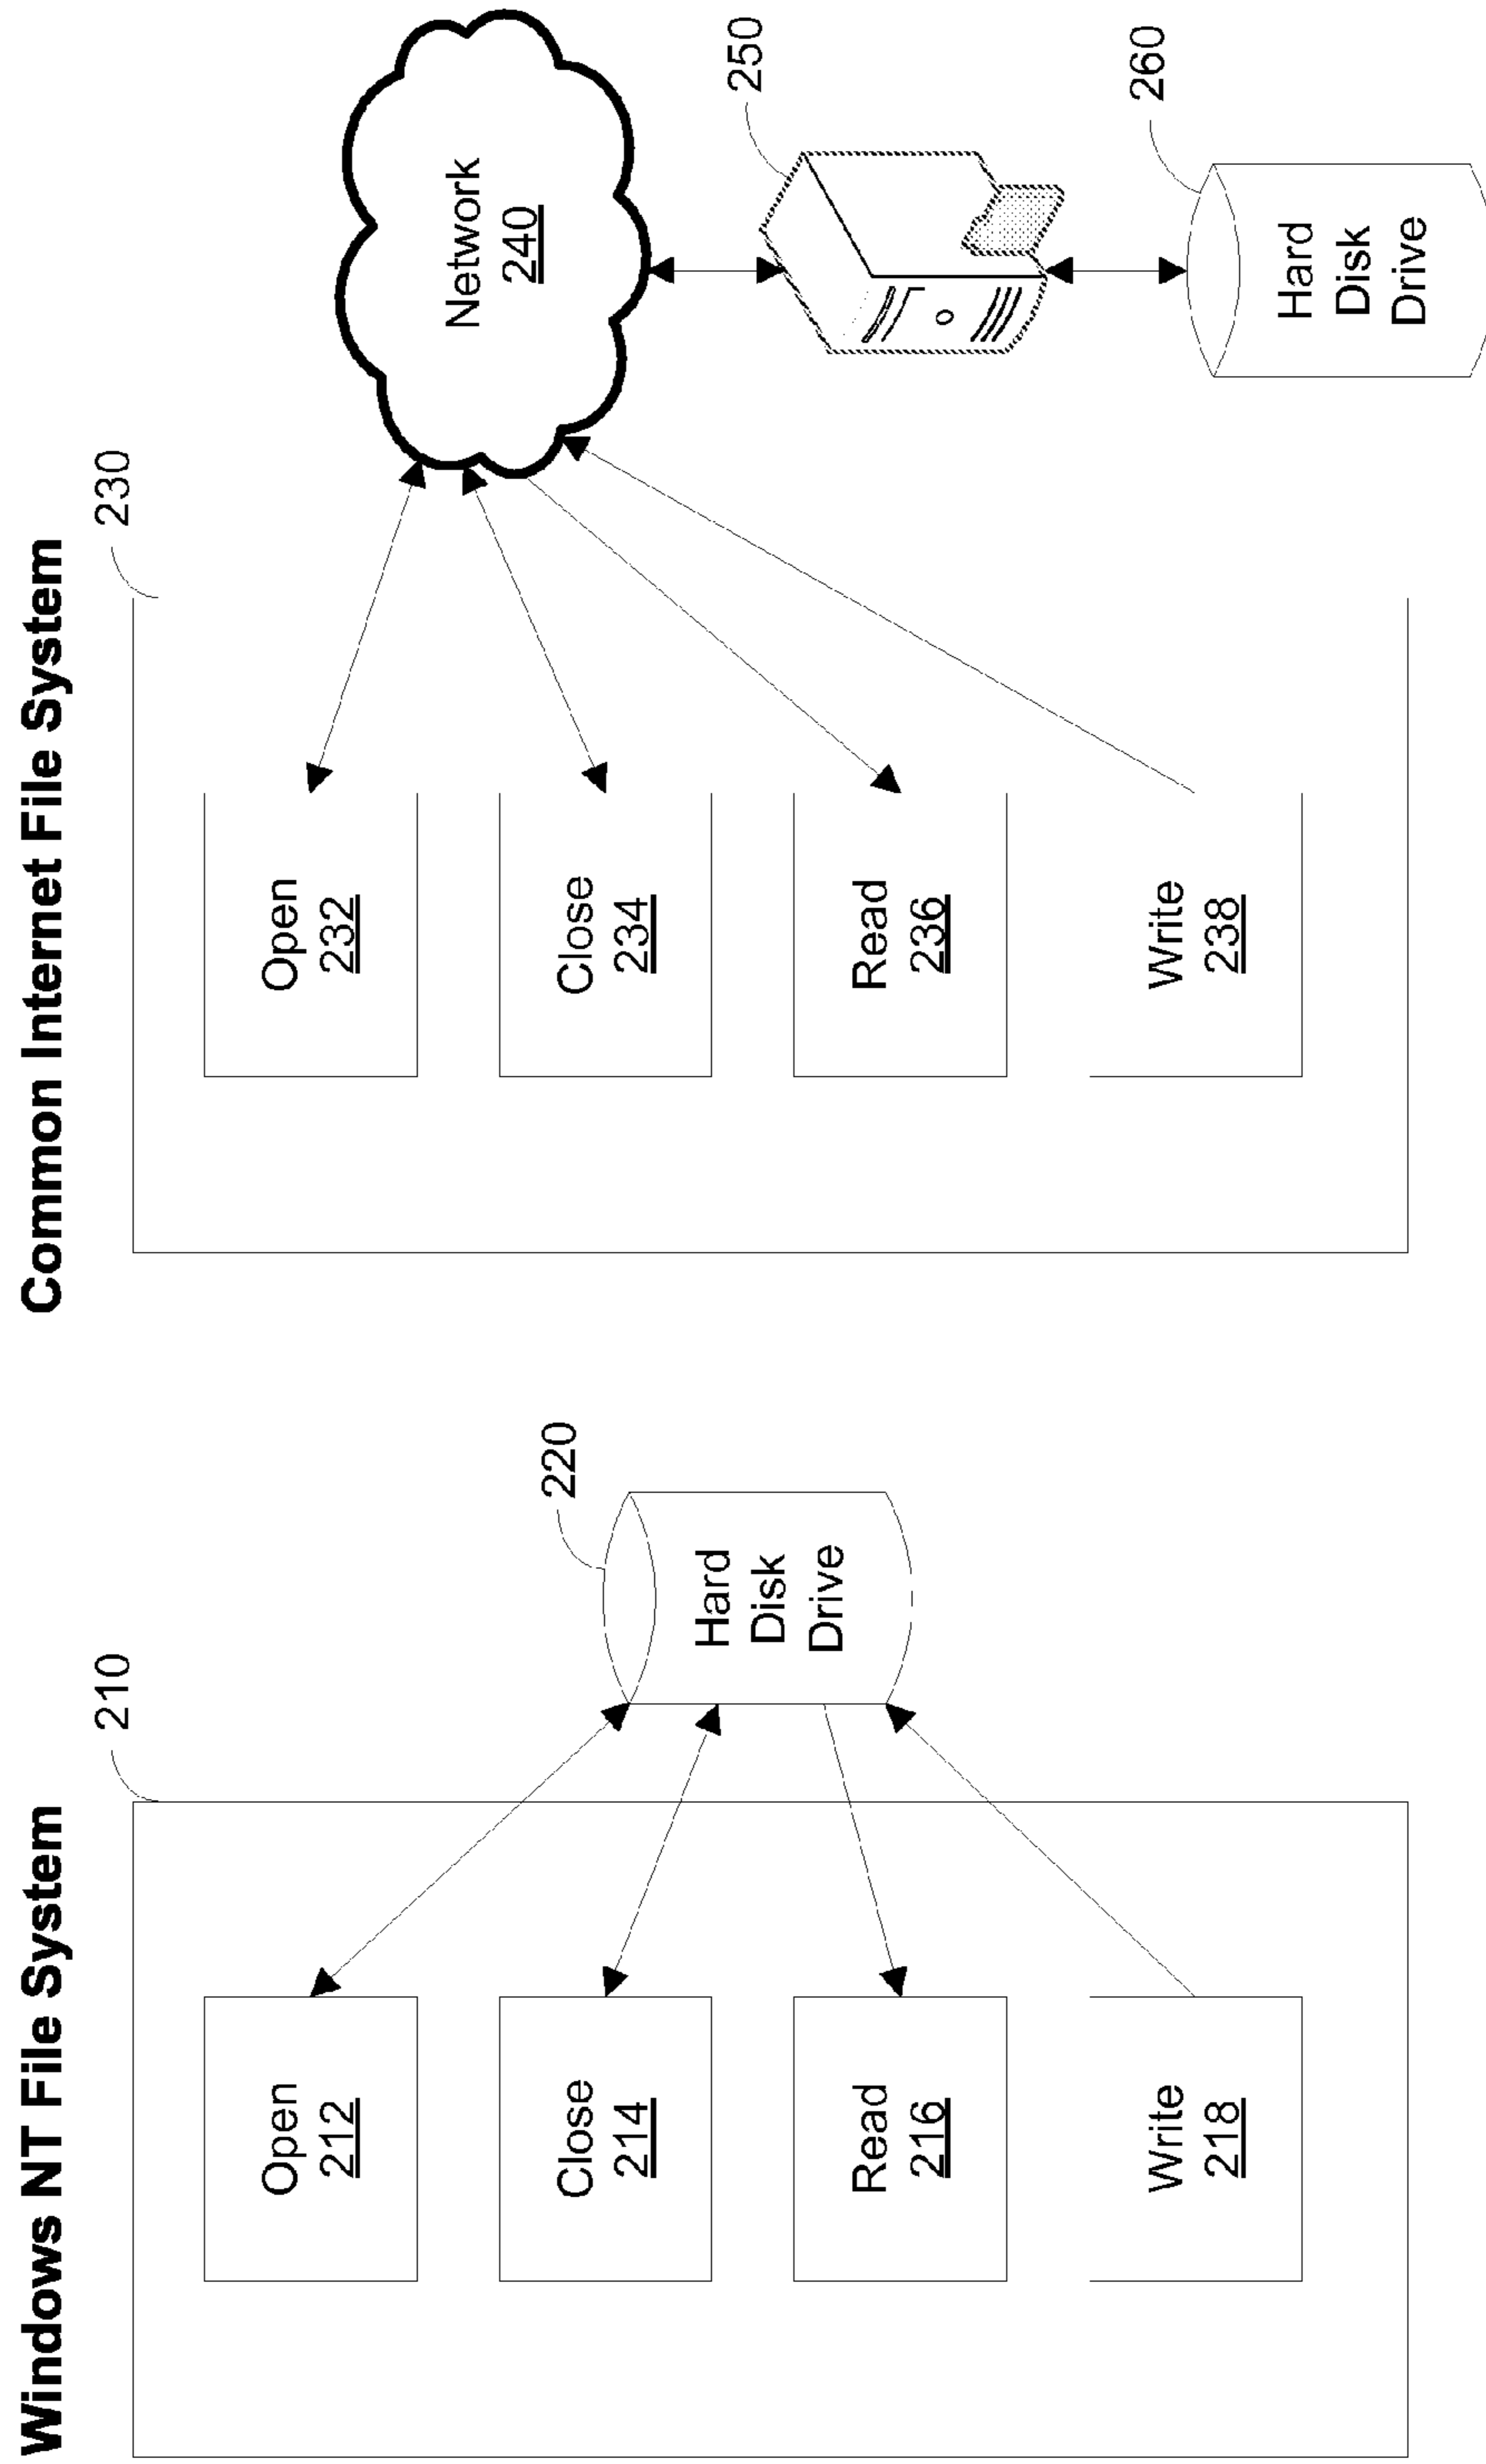 Windows NT File System
210
Open
212
Close
214
Read
216
Write
218
220
Hard
Disk
Drive
Common Internet File System
230
Open
232
Close
234
Read
236
Write
238
Network
240
250
260
Hard
Disk
Drive